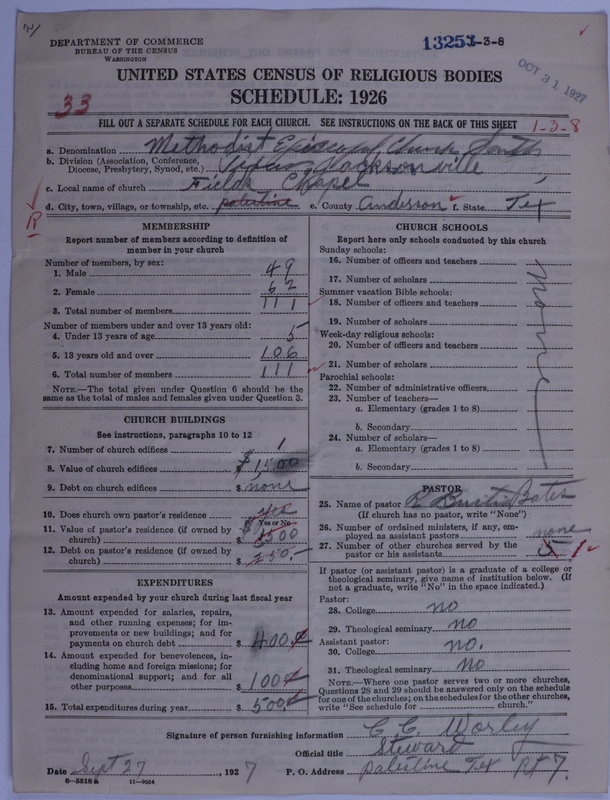 DEPARTMENT OF COMMERCE
BUREAU OF THE CENSUS
WASHINGTON
13253 1-3-8
OCT 31 1927
UNITED STATES CENSUS OF RELIGIOUS BODIES
SCHEDULE: 1926
33
FILL OUT A SEPARATE SCHEDULE FOR EACH CHURCH. SEE INSTRUCTIONS ON THE BACK OF THIS SHEET
1-3-8
a. Denomination Methodist Episcopal Church South
b. Division (Association, Conference, Diocese, Presbytery, Synod, etc.) Jacksonville
c. Local name of church Fields Chapel
d. City, town, village, or township, etc. Palestine e. County Anderson f. State Tex
R
MEMBERSHIP
Report number of members according to definition of
member in your church
Number of members, by sex:
1. Male 49
2. Female 62
3. Total number of members 111
Number of members under and over 13 years old:
4. Under 13 years of age 5
5. 13 years old and over 106
6. Total number of members 111
NOTE.—The total given under Question 6 should be the
same as the total of males and females given under Question 3.
CHURCH BUILDINGS
See instructions, paragraphs 10 to 12
7. Number of church edifices 1
8. Value of church edifices $ 1500
9. Debt on church edifices $ none
10. Does church own pastor's residence yes
Yes or No
11. Value of pastor's residence (if owned by
church) $ 1500
12. Debt on pastor's residence (if owned by
church) $ 250.-
EXPENDITURES
Amount expended by your church during last fiscal year
13. Amount expended for salaries, repairs,
and other running expenses; for im-
provements or new buildings; and for
payments on church debt $ 400
14. Amount expended for benevolences, in-
cluding home and foreign missions; for
denominational support; and for all
other purposes $ 100
15. Total expenditures during year $ 500
CHURCH SCHOOLS
Report here only schools conducted by this church
Sunday schools:
16. Number of officers and teachers
17. Number of scholars
Summer vacation Bible schools:
18. Number of officers and teachers
19. Number of scholars
Week-day religious schools:
20. Number of officers and teachers
21. Number of scholars
Parochial schools:
22. Number of administrative officers
23. Number of teachers—
a. Elementary (grades 1 to 8)
b. Secondary
24. Number of scholars—
a. Elementary (grades 1 to 8)
b. Secondary
None
PASTOR
25. Name of pastor R Bustin Bates
(If church has no pastor, write "None")
26. Number of ordained ministers, if any, em-
ployed as assistant pastors none
27. Number of other churches served by the
pastor or his assistants 5 1
If pastor (or assistant pastor) is a graduate of a college or
theological seminary, give name of institution below. (If
not a graduate, write "No" in the space indicated.)
Pastor:
28. College no
29. Theological seminary no
Assistant pastor:
30. College no.
31. Theological seminary no
NOTE.—Where one pastor serves two or more churches,
Questions 28 and 29 should be answered only on the schedule
for one of the churches; on the schedules for the other churches,
write "See schedule for church."
Signature of person furnishing information C. C. Worley
Official title Steward
Date Sept 27, 1927 P. O. Address Palestine Tex Rt 7.
8-5518a 11-9054